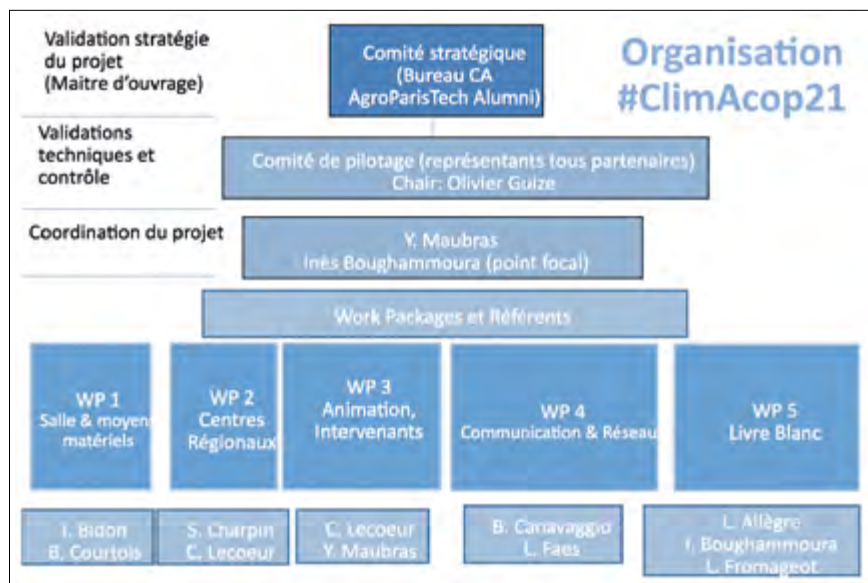 Validation stratégie
du projet
(Maitre d'ouvrage)
Comité stratégique
(Bureau CA
AgroParisTech Alumni)
Organisation
#ClimAcop21
Validations
techniques et
contrôle
Comité de pilotage (représentants tous partenaires)
Chair: Olivier Guize
Coordination du projet
Y. Maubras
Inès Boughammoura (point focal)
Work Packages et Référents
WP 1
Salle & moyen
matériels
WP 2
Centres
Régionaux
WP 3
Animation,
Intervenants
WP 4
Communication & Réseau
WP 5
Livre Blanc
Bidon
B. Courtois
S. Charpin
C. Lecoeur
C. Lecoeur
Y. Maubras
B. Canavaggio
L. Faes
L. Allègre
I. Boughammoura
L. Fromageot